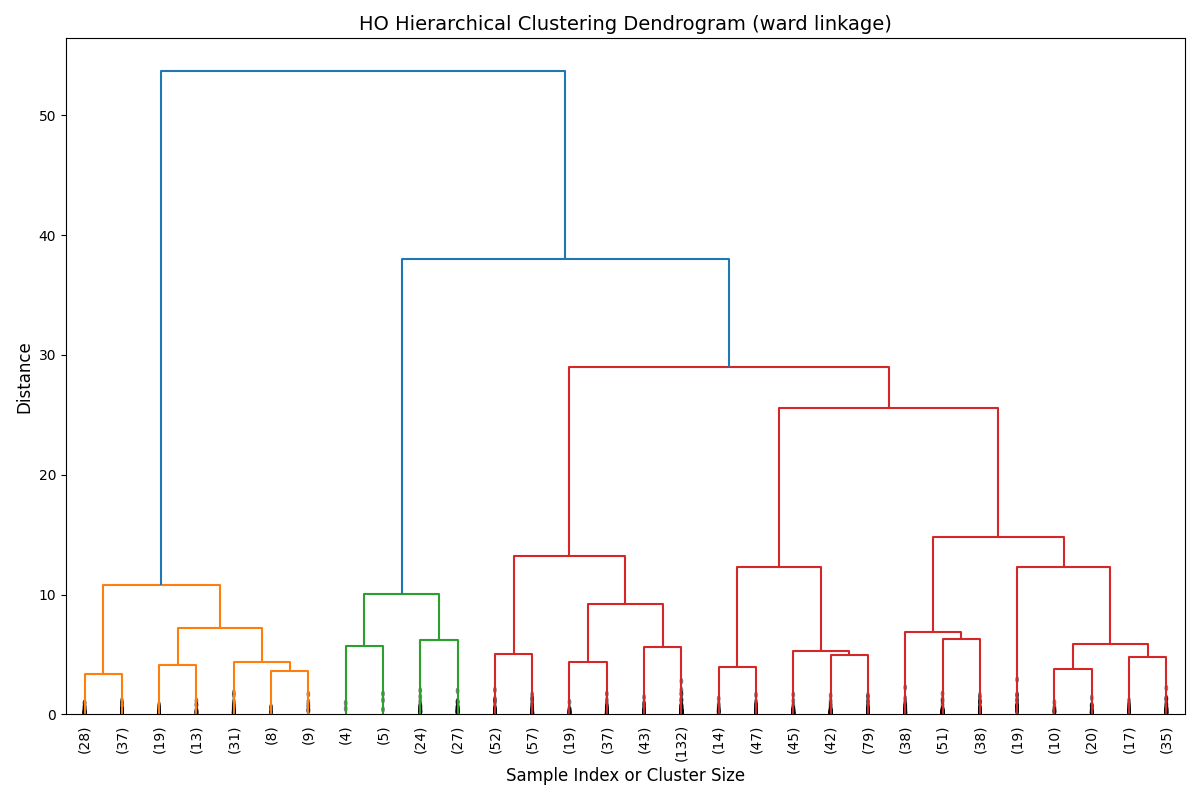 HO Hierarchical Clustering Dendrogram (ward linkage)
50
40
30
20
10
0
Distance
(28) (37) (19) (13) (31) (8) (9) (4) (5) (24) (27) (52) (57) (19) (37) (43) (132) (14) (47) (45) (42) (79) (38) (51) (38) (19) (10) (20) (17) (35)
Sample Index or Cluster Size